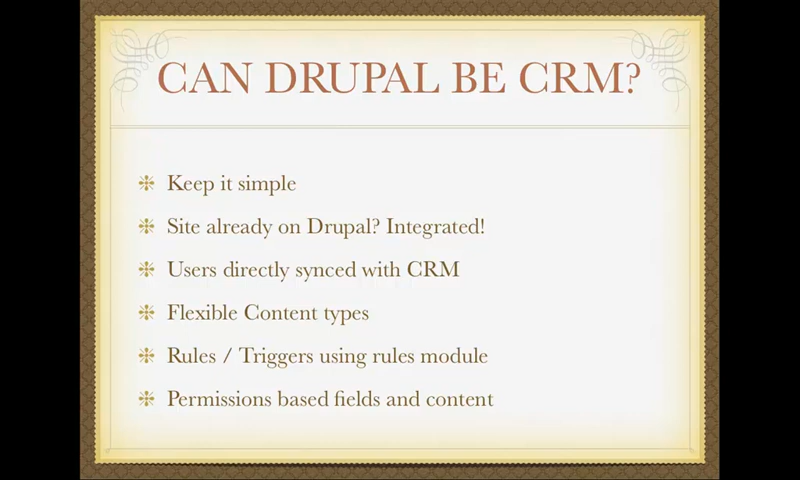 CAN DRUPAL BE CRM?
Keep it simple
Site already on Drupal? Integrated!
Users directly synced with CRM
Flexible Content types
Rules / Triggers using rules module
Permissions based fields and content